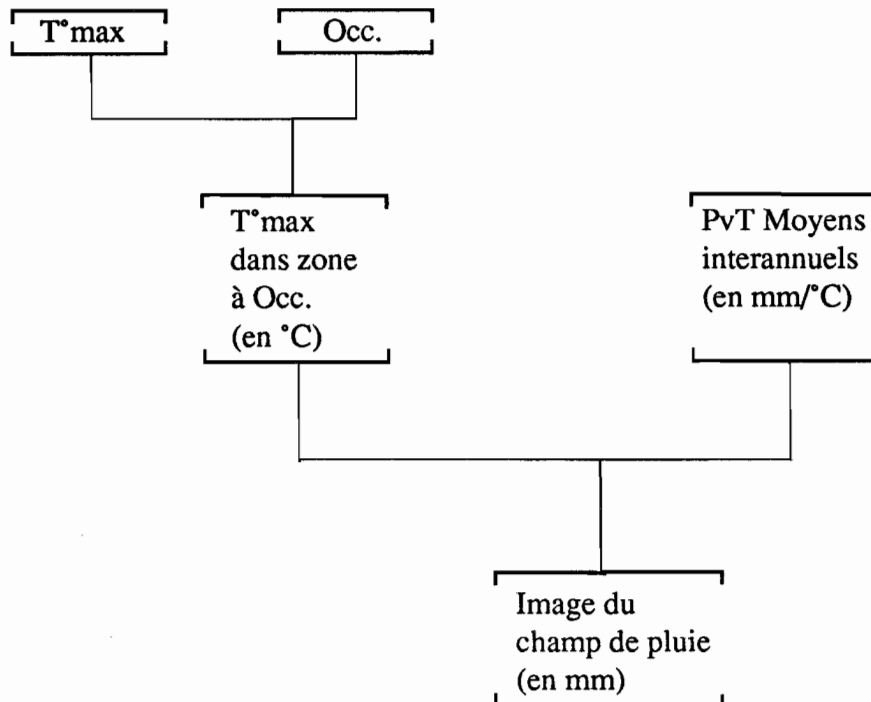 T°max
Occ.
T°max
dans zone
à Occ.
(en °C)
PvT Moyens
interannuels
(en mm/°C)
Image du
champ de pluie
(en mm)